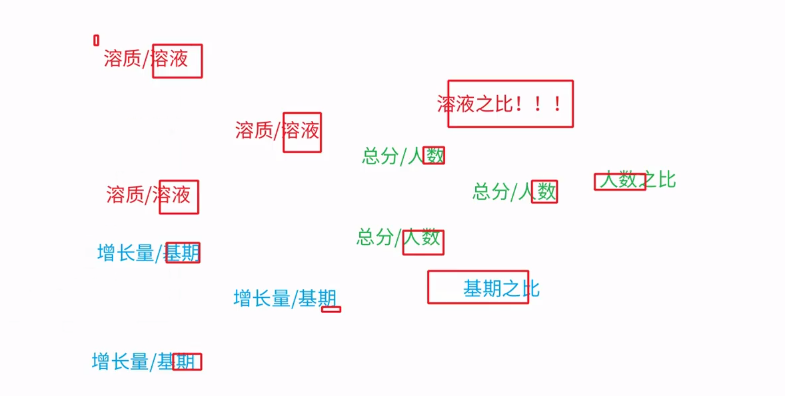 溶质/溶液
溶液之比！！！
溶质/溶液
总分/人数
人数之比
总分/人数
溶质/溶液
总分/人数
增长量/基期
基期之比
增长量/基期
增长量/基期